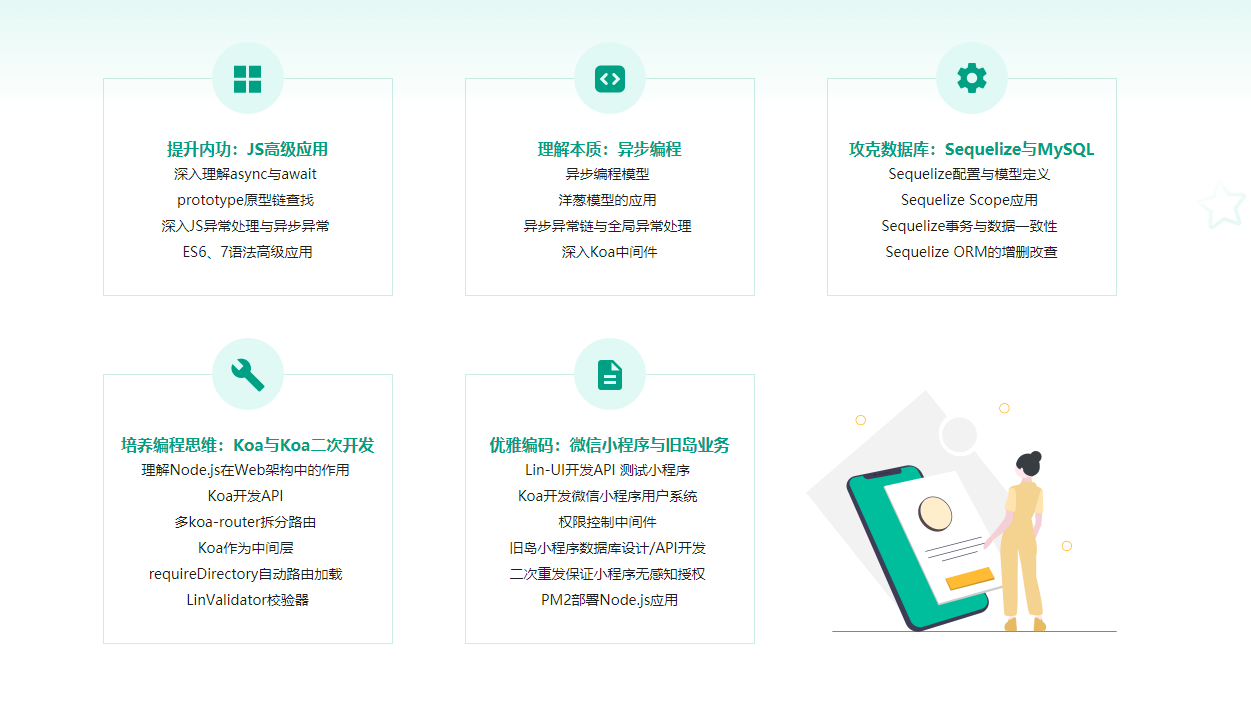 提升内功：JS高级应用
深入理解async与await
prototype原型链查找
深入JS异常处理与异步异常
ES6、7语法高级应用
理解本质：异步编程
异步编程模型
洋葱模型的应用
异步异常链与全局异常处理
深入Koa中间件
攻克数据库：Sequelize与MySQL
Sequelize配置与模型定义
Sequelize Scope应用
Sequelize事务与数据一致性
Sequelize ORM的增删改查
培养编程思维：Koa与Koa二次开发
理解Node.js在Web架构中的作用
Koa开发API
多koa-router拆分路由
Koa作为中间层
requireDirectory自动路由加载
LinValidator校验器
优雅编码：微信小程序与旧岛业务
Lin-UI开发API 测试小程序
Koa开发微信小程序用户系统
权限控制中间件
旧岛小程序数据库设计/API开发
二次重发保证小程序无感知授权
PM2部署Node.js应用